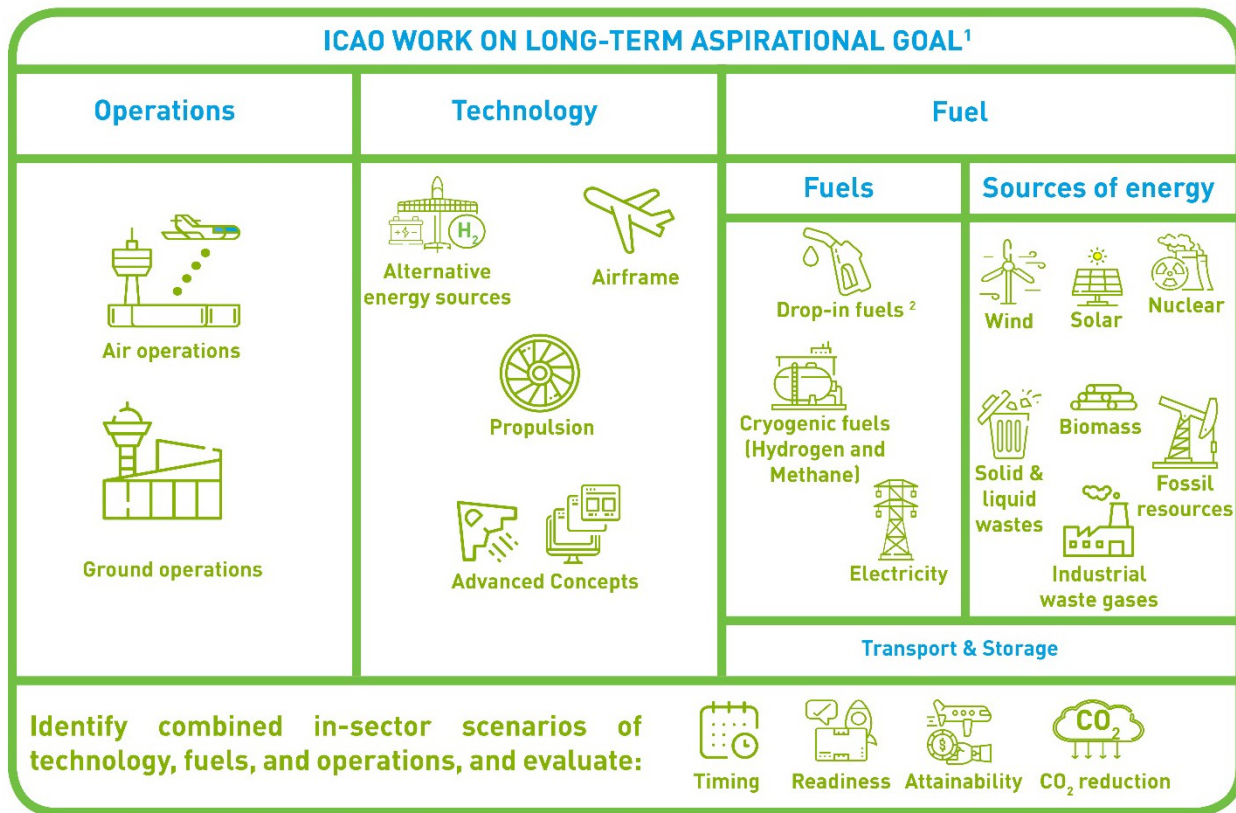 ICAO WORK ON LONG-TERM ASPIRATIONAL GOAL¹
Operations
Technology
Fuel
Air operations
Ground operations
H₂
Alternative
energy sources
Airframe
Propulsion
Advanced Concepts
Fuels
Drop-in fuels ²
Cryogenic fuels
(Hydrogen and
Methane)
Electricity
Sources of energy
Wind
Solar
Nuclear
Solid &
liquid
wastes
Biomass
Fossil
resources
Industrial
waste gases
Transport & Storage
Identify combined in-sector scenarios of
technology, fuels, and operations, and evaluate:
Timing
Readiness
$
Attainability
CO₂
CO₂ reduction